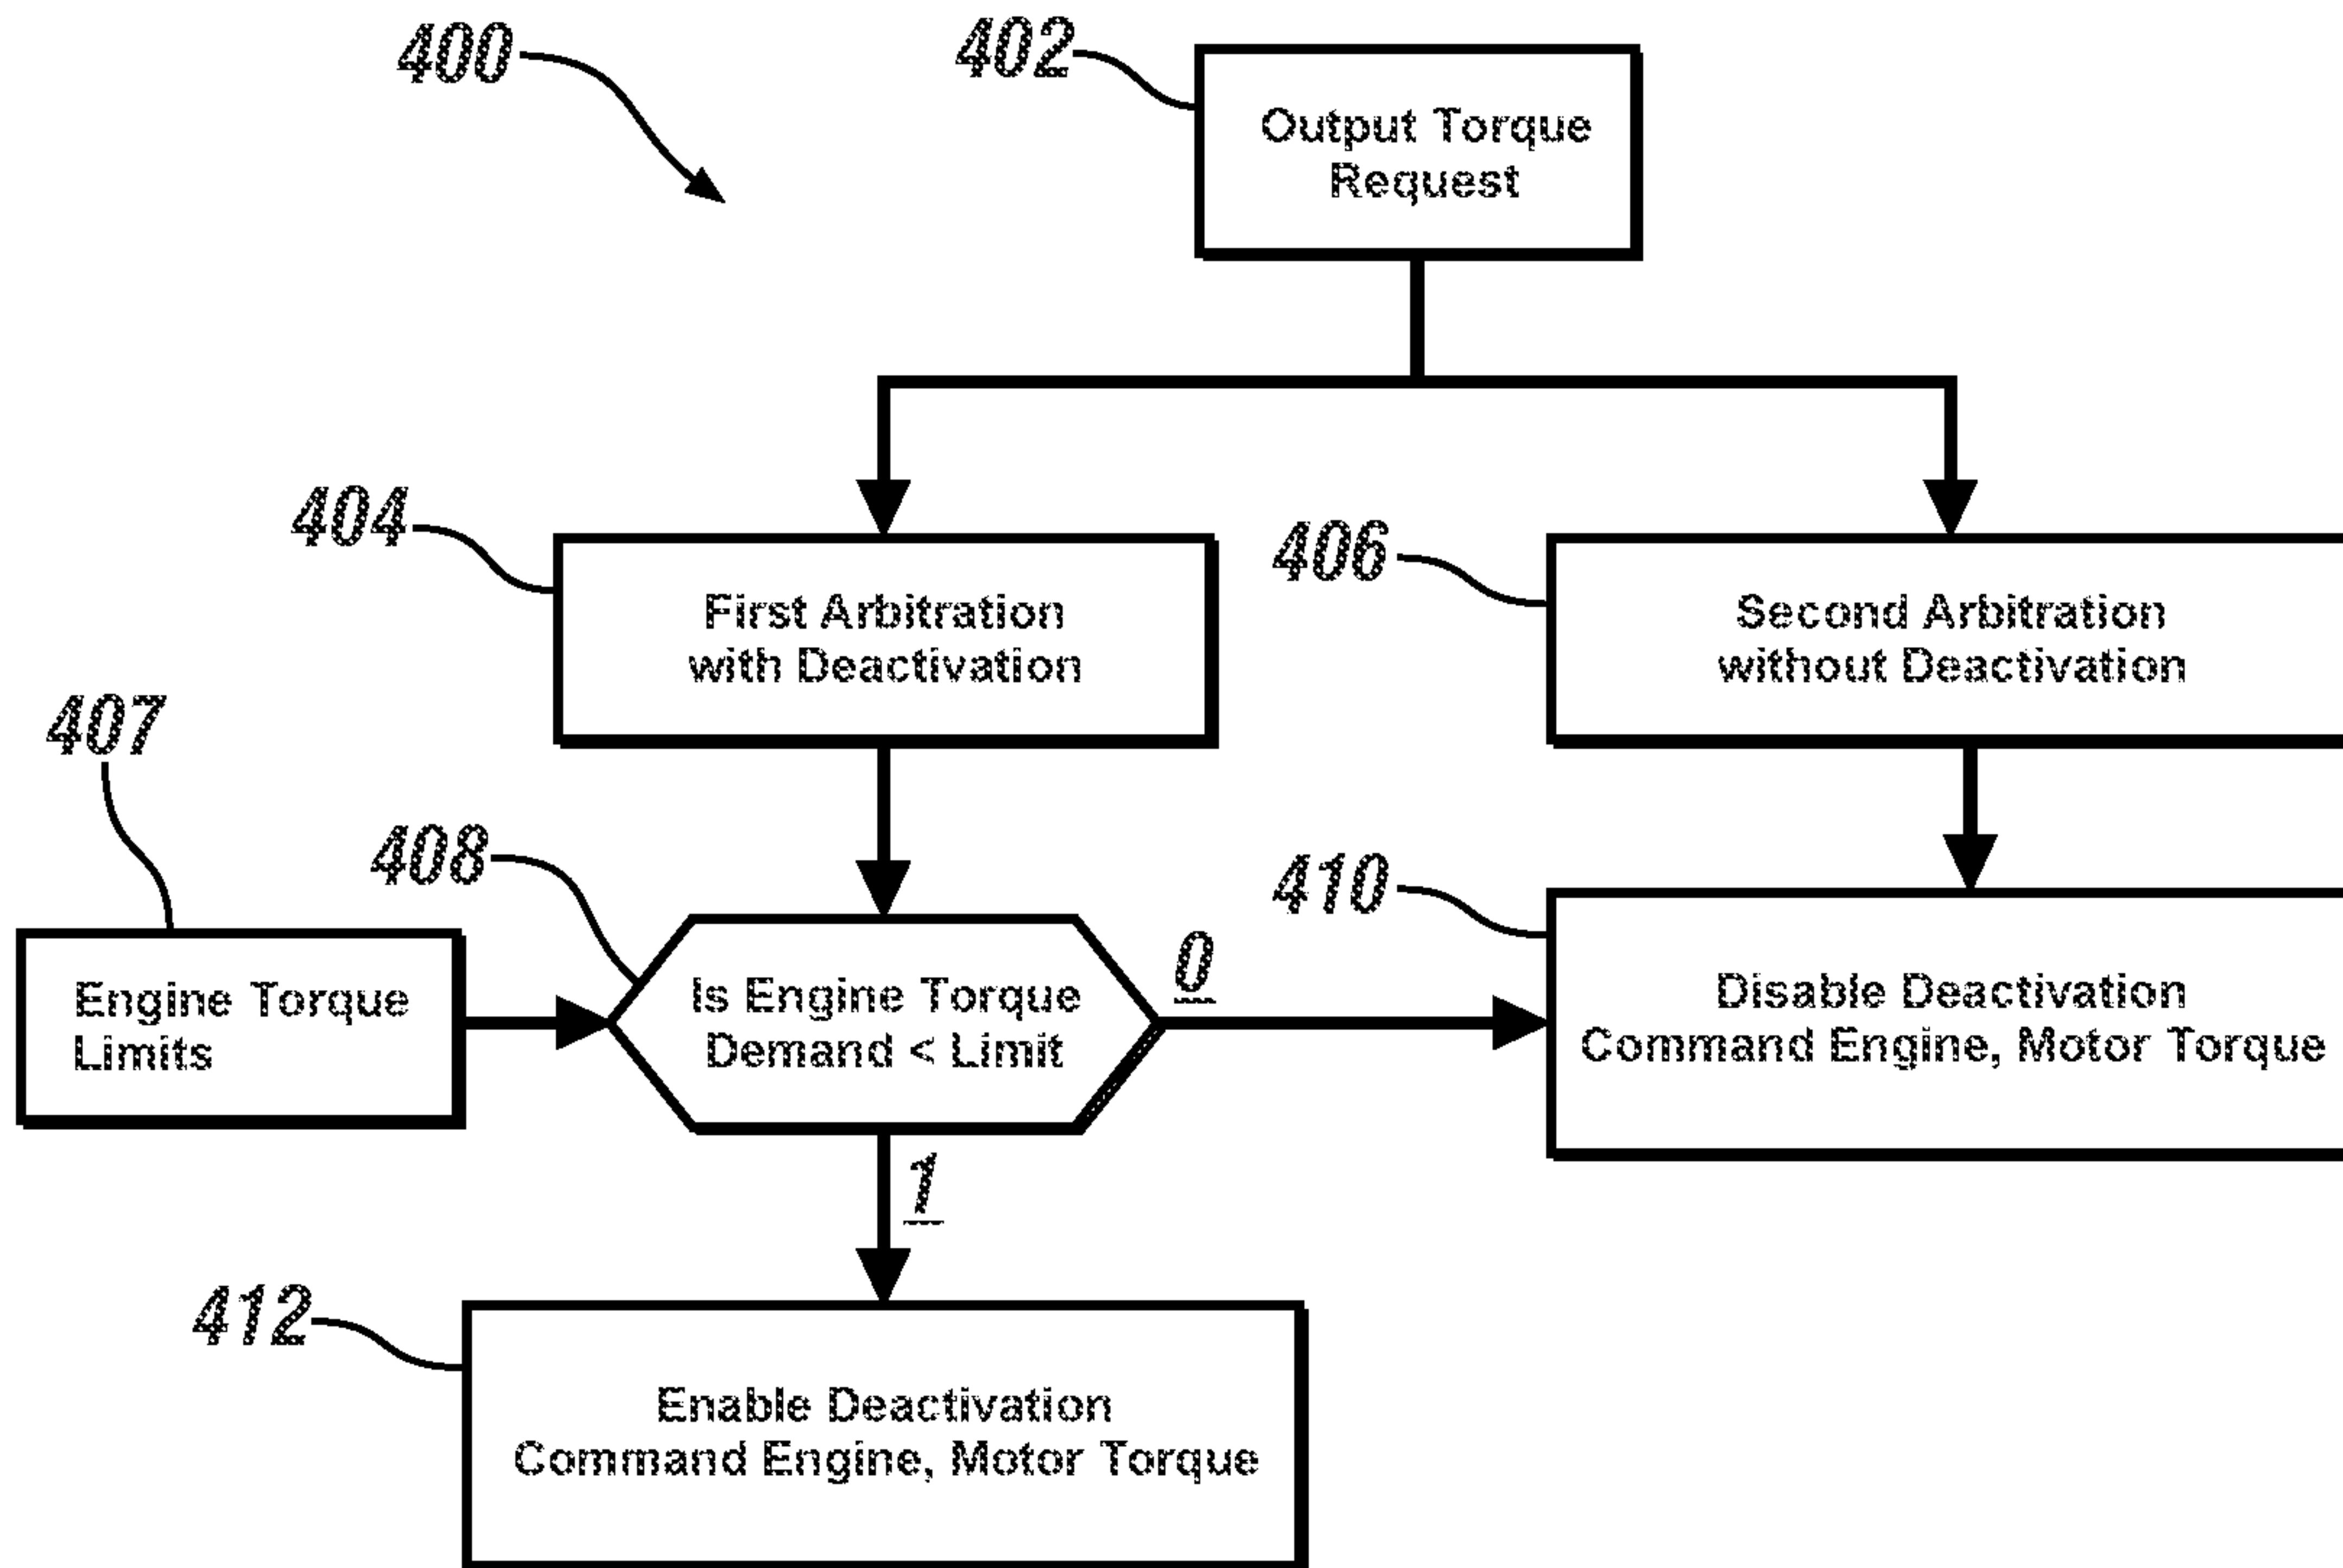 400
402
Output Torque
Request
404
First Arbitration
with Deactivation
406
Second Arbitration
without Deactivation
407
Engine Torque
Limits
408
Is Engine Torque
Demand < Limit
0
1
410
Disable Deactivation
Command Engine, Motor Torque
412
Enable Deactivation
Command Engine, Motor Torque